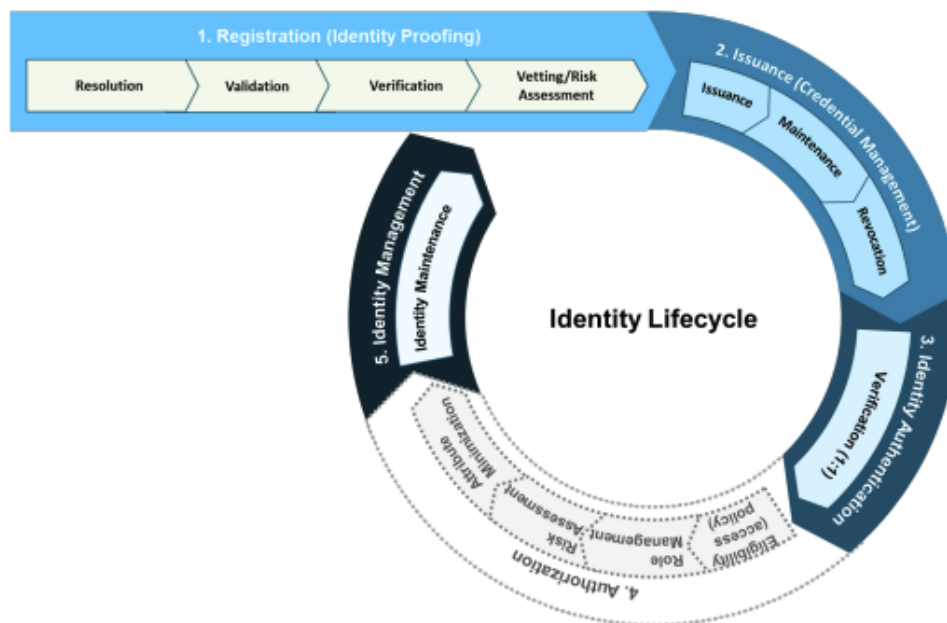 1. Registration (Identity Proofing)
Resolution
Validation
Verification
Vetting/Risk
Assessment
2. Issuance (Credential Management)
Issuance
Maintenance
Revocation
3. Identity Authentication
Verification (1:1)
Eligibility
(access
policy)
Role
Management
Risk
Assessment
Attribute
Minimization
4. Authorization
5. Identity Management
Identity Maintenance
Identity Lifecycle